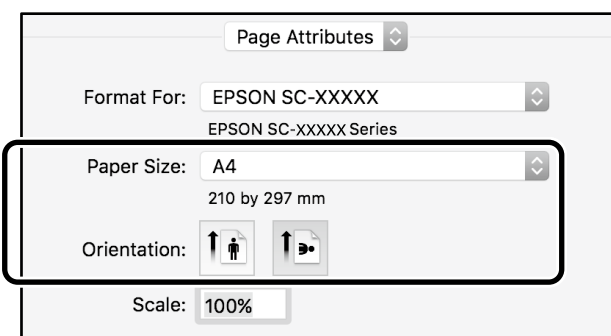 Page Attributes
Format For: EPSON SC-XXXXX
EPSON SC-XXXXX Series
Paper Size: A4
210 by 297 mm
Orientation:
Scale: 100%